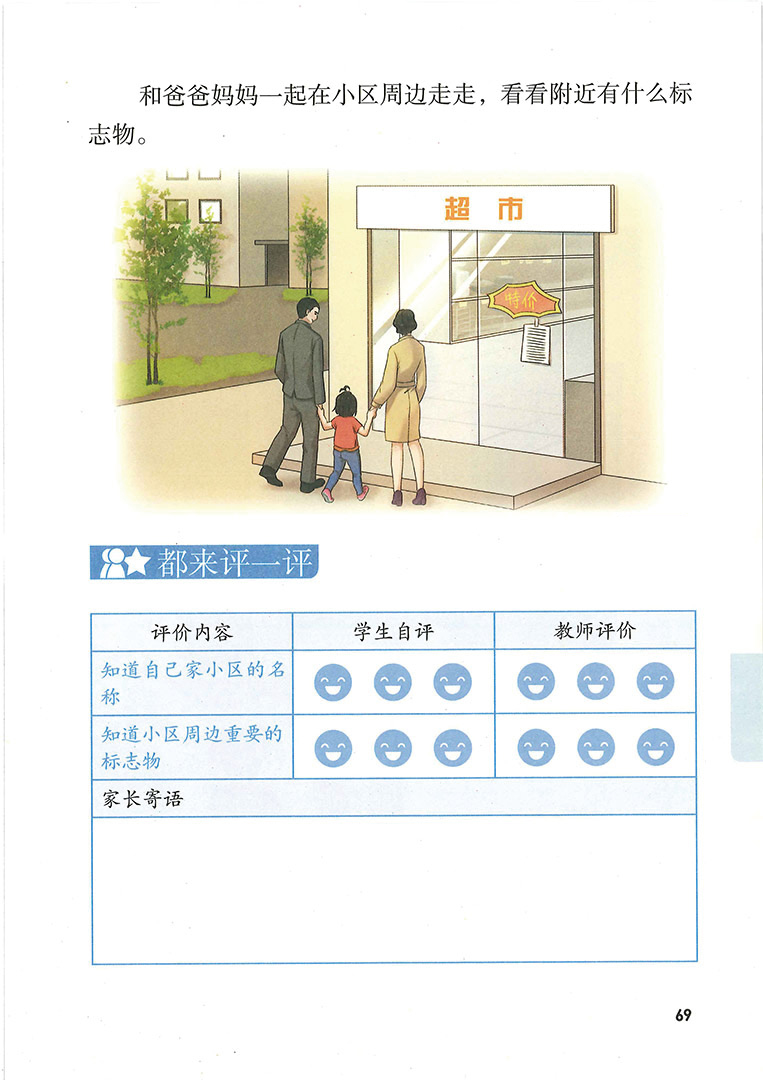 和爸爸妈妈一起在小区周边走走，看看附近有什么标
志物。
超市
特价
都来评一评
评价内容 学生自评 教师评价
知道自己家小区的名
称
知道小区周边重要的
标志物
家长寄语
69